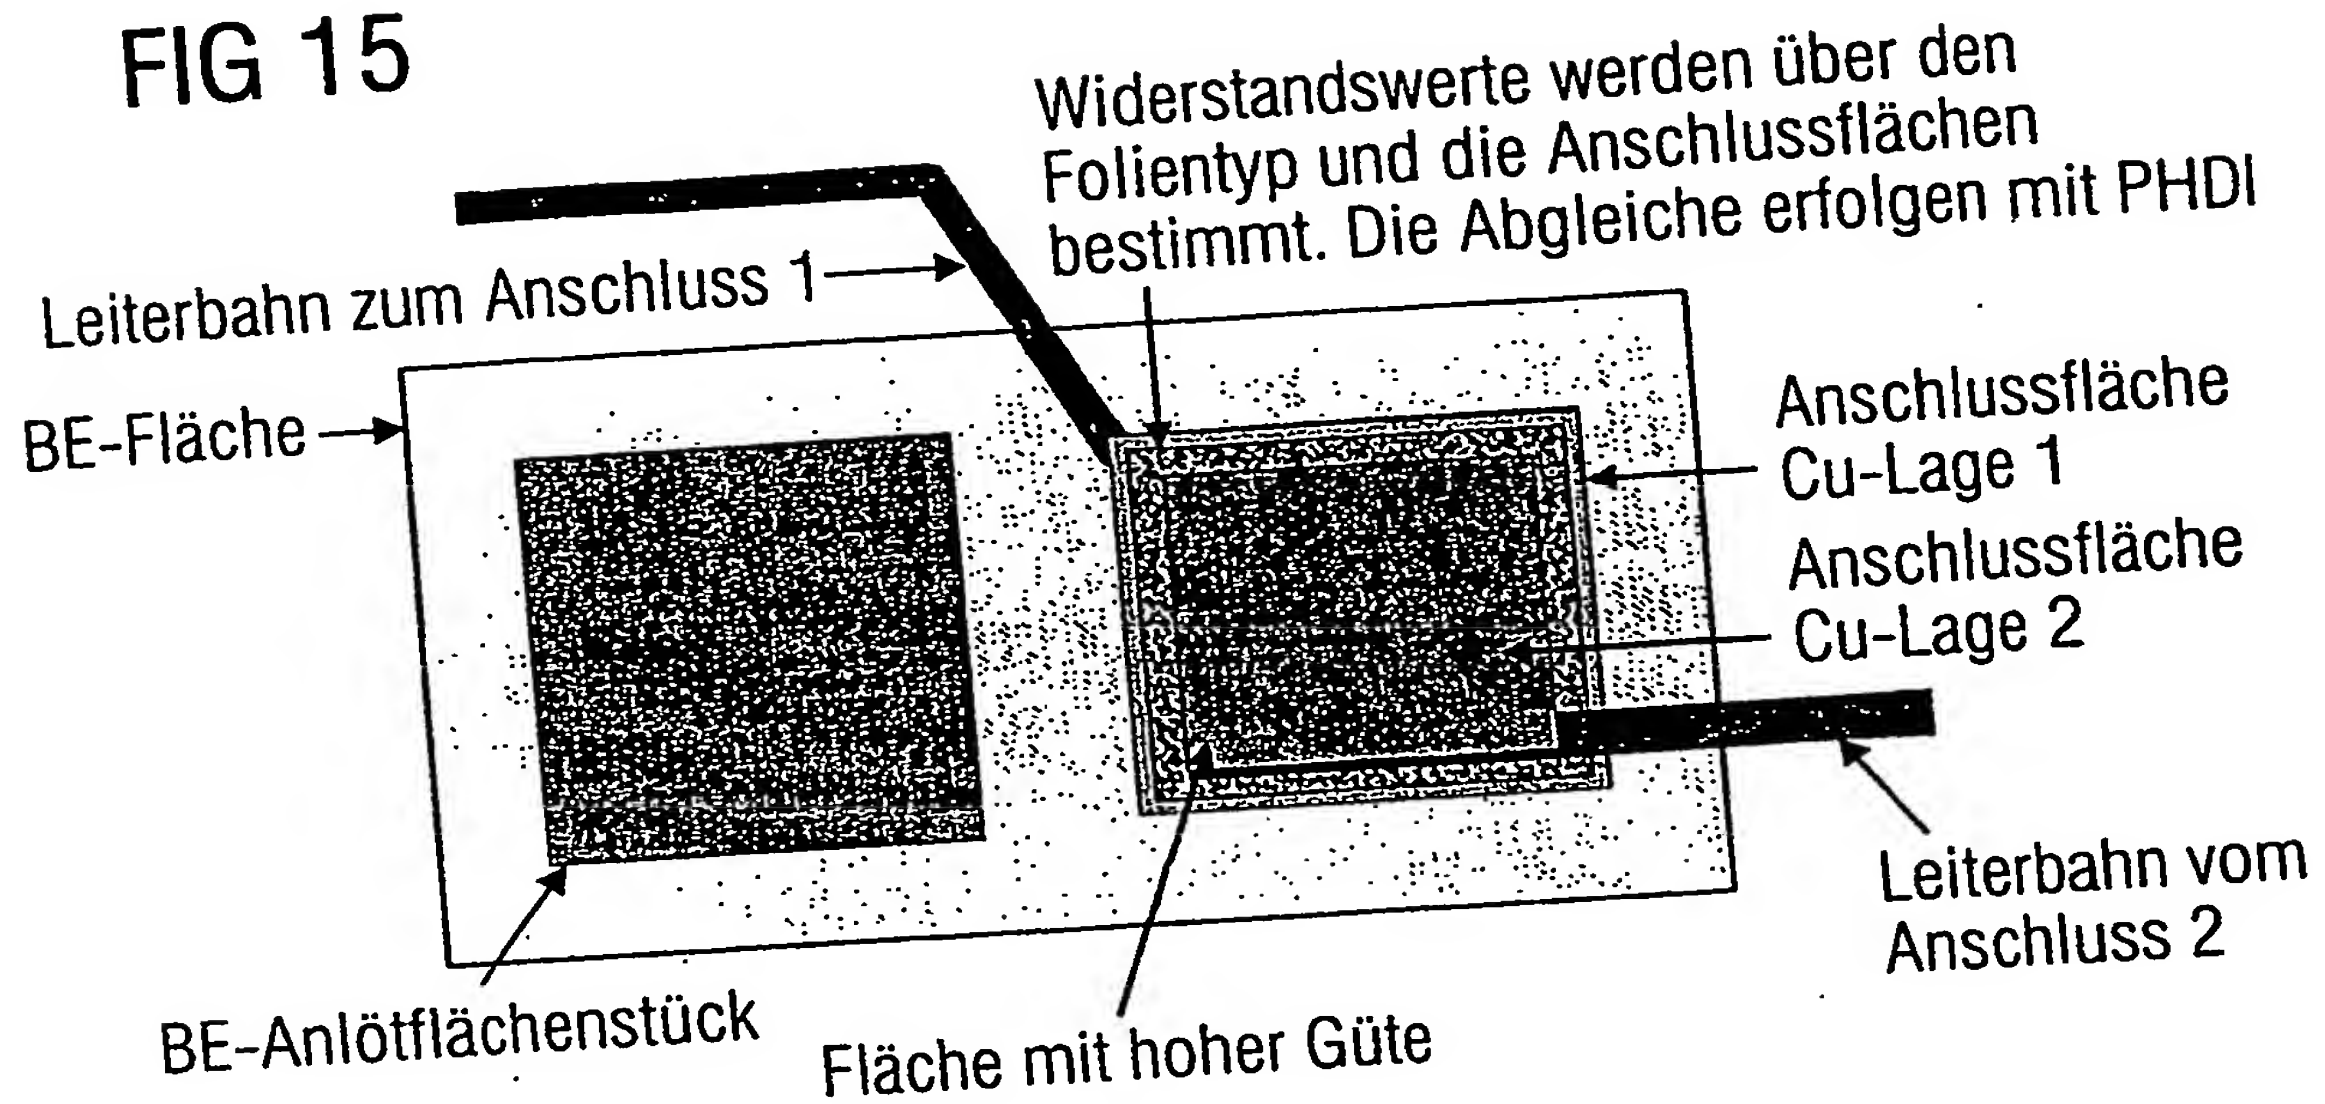 FIG 15
Widerstandswerte werden über den
Folientyp und die Anschlussflächen
bestimmt. Die Abgleiche erfolgen mit PHDI
Leiterbahn zum Anschluss 1
BE-Fläche
Anschlussfläche
Cu-Lage 1
Anschlussfläche
Cu-Lage 2
Leiterbahn vom
Anschluss 2
BE-Anlötflächenstück
Fläche mit hoher Güte